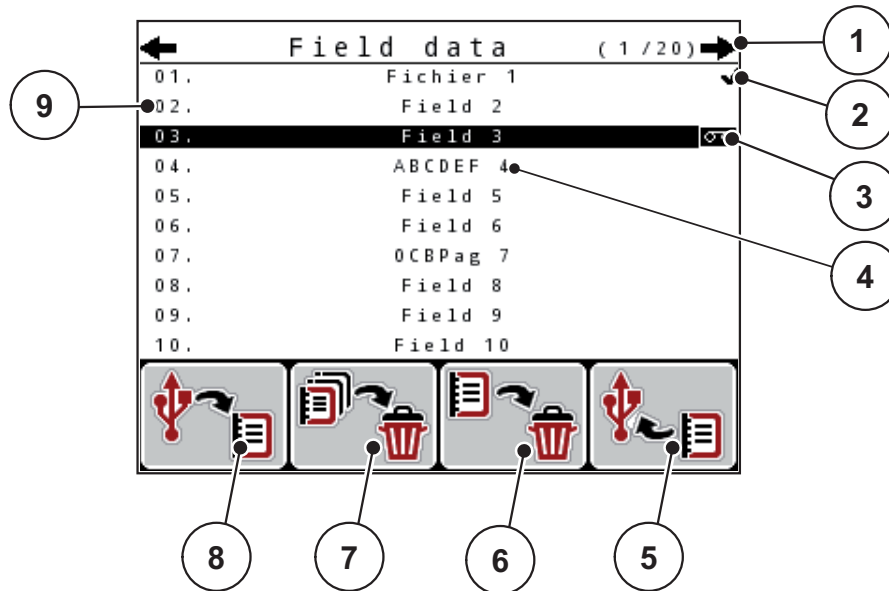 Field data (1/20)
01. Fichier 1
02. Field 2
03. Field 3
04. ABCDEF 4
05. Field 5
06. Field 6
07. 0CBPag 7
08. Field 8
09. Field 9
10. Field 10
1
2
3
4
5
6
7
8
9